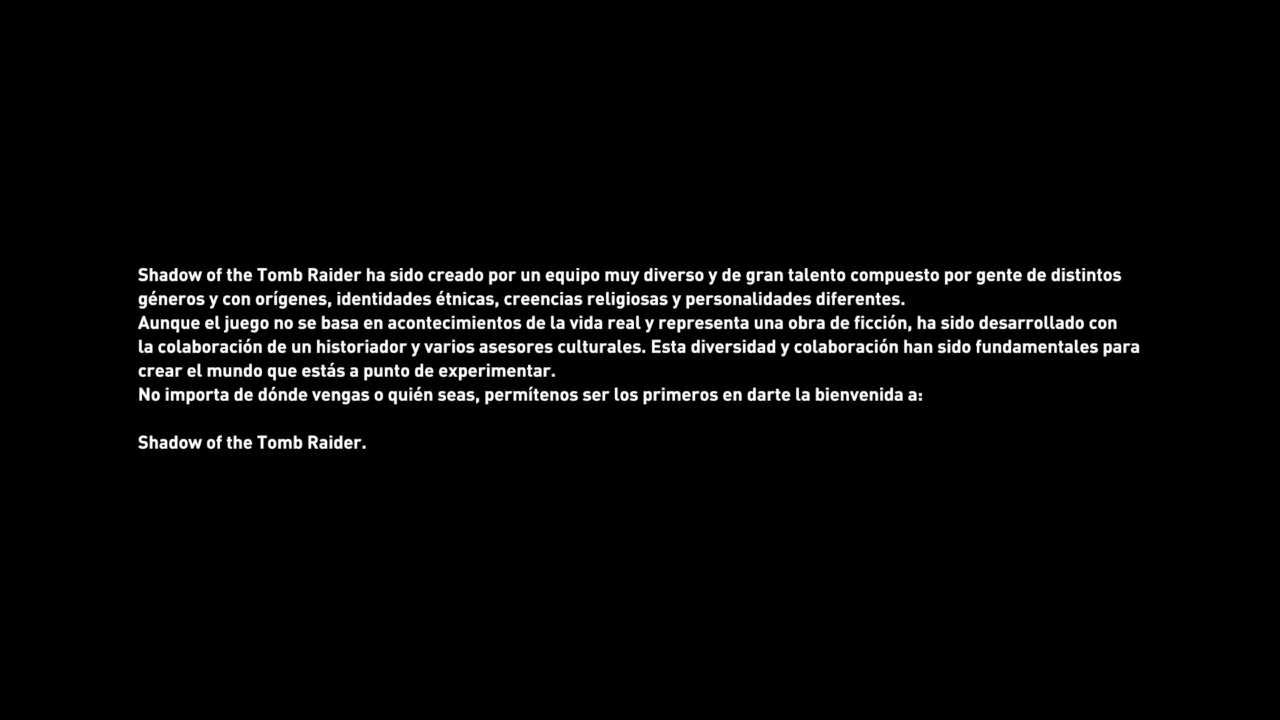 Shadow of the Tomb Raider ha sido creado por un equipo muy diverso y de gran talento compuesto por gente de distintos
géneros y con orígenes, identidades étnicas, creencias religiosas y personalidades diferentes.
Aunque el juego no se basa en acontecimientos de la vida real y representa una obra de ficción, ha sido desarrollado con
la colaboración de un historiador y varios asesores culturales. Esta diversidad y colaboración han sido fundamentales para
crear el mundo que estás a punto de experimentar.
No importa de dónde vengas o quién seas, permítenos ser los primeros en darte la bienvenida a:
Shadow of the Tomb Raider.